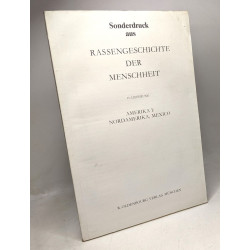 Sonderdruck
aus
RASSENGESCHICHTE
DER
MENSCHHEIT
AMERIKA I:
NORDAMERIKA, MEXICO